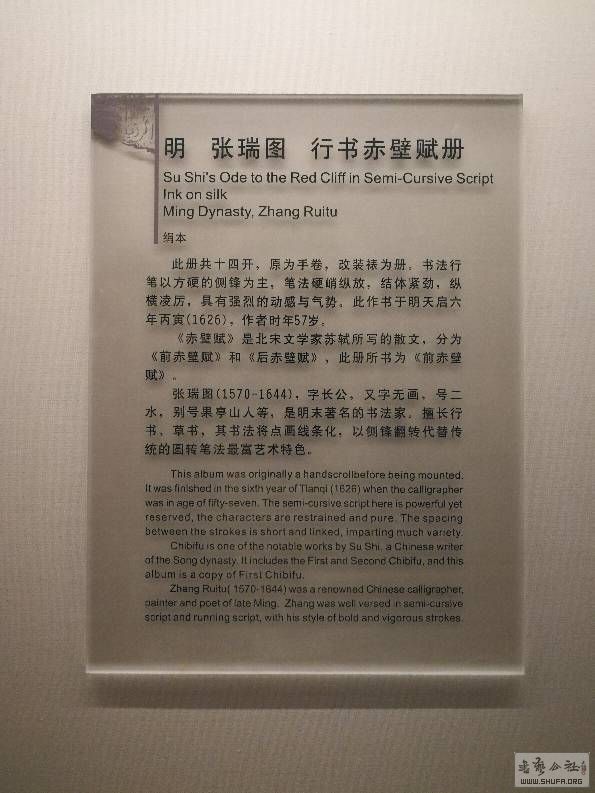 明 张瑞图 行书赤壁赋册
Su Shi's Ode to the Red Cliff in Semi-Cursive Script
Ink on silk
Ming Dynasty, Zhang Ruitu
绢本
此册共十四开，原为手卷，改装裱为册。书法行
笔以方硬的侧锋为主，笔法硬峭纵放，结体紧劲，纵
横凌厉，具有强烈的动感与气势。此作书于明天启六
年丙寅(1626)，作者时年57岁。
《赤壁赋》是北宋文学家苏轼所写的散文，分为
《前赤壁赋》和《后赤壁赋》，此册所书为《前赤壁
赋》。
张瑞图(1570-1644)，字长公，又字无画，号二
水，别号果亭山人等，是明末著名的书法家。擅长行
书、草书，其书法将点画线条化，以侧锋翻转代替传
统的圆转笔法最富艺术特色。
This album was originally a handscrollbefore being mounted.
It was finished in the sixth year of Tianqi (1626) when the calligrapher
was in age of fifty-seven. The semi-cursive script here is powerful yet
reserved, the characters are restrained and pure. The spacing
between the strokes is short and linked, imparting much variety.
Chibifu is one of the notable works by Su Shi, a Chinese writer
of the Song dynasty. It includes the First and Second Chibifu, and this
album is a copy of First Chibifu.
Zhang Ruitu( 1570-1644) was a renowned Chinese calligrapher,
painter and poet of late Ming. Zhang was well versed in semi-cursive
script and running script, with his style of bold and vigorous strokes.
WWW.SHUFA.ORG